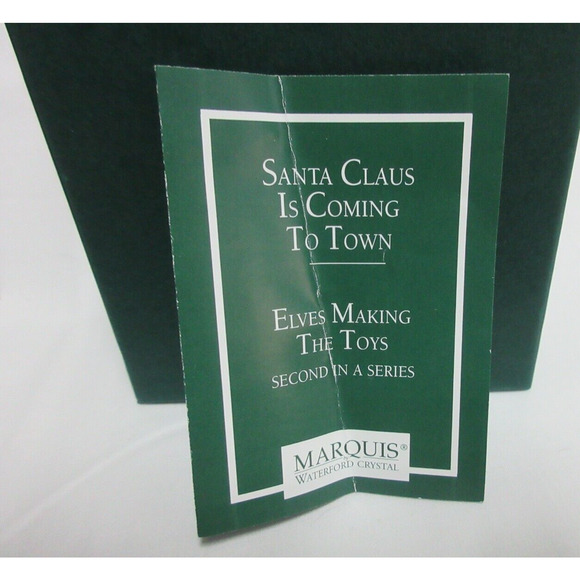 SANTA CLAUS
IS COMING
TO TOWN
ELVES MAKING
THE TOYS
SECOND IN A SERIES
MARQUIS®
WATERFORD CRYSTAL